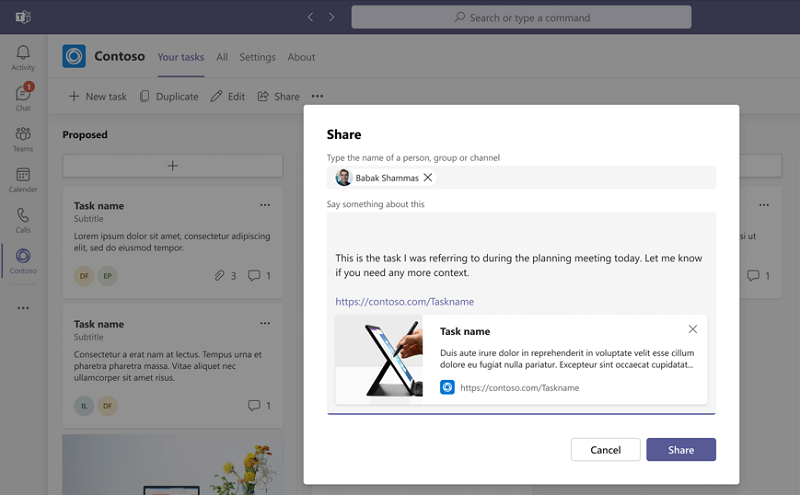 Search or type a command
Activity
1
Chat
Teams
Calender
Calls
Contoso
Contoso
Your tasks
All
Settings
About
New task
Duplicate
Edit
Share
Proposed
Task name
Subtitle
Lorem ipsum dolor sit amet, consectetur adipiscing
elit, sed do eiusmod tempor.
DF
EP
3
1
Task name
Subtitle
Consectetur a erat nam at lectus. Tempus urna et
pharetra pharetra massa. Vitae aliquet nec
ullamcorper sit amet risus.
IL
DF
1
si ut
1
Share
Type the name of a person, group or channel
Babak Shammas
Say something about this
This is the task I was referring to during the planning meeting today. Let me know
if you need any more context.
https://contoso.com/Taskname
Task name
Duis aute irure dolor in reprehenderit in voluptate velit esse cillum
dolore eu fugiat nulla pariatur. Excepteur sint occaecat cupidatat...
https://contoso.com/Taskname
Cancel
Share